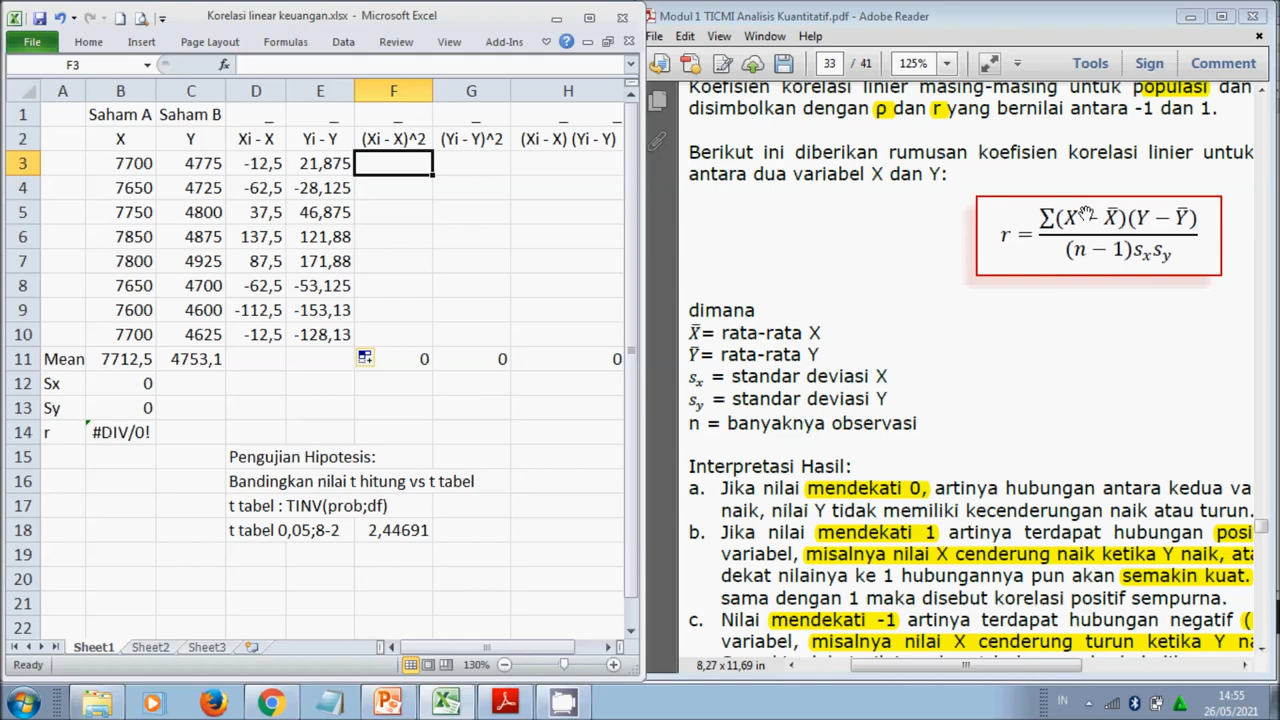 Korelasi linear keuangan.xlsx - Microsoft Excel
File Home Insert Page Layout Formulas Data Review View Add-Ins
F3 fx
A B C D E F G H
1 Saham A Saham B _ _ _ _ _ _
2 X Y Xi - X Yi - Y (Xi - X)^2 (Yi - Y)^2 (Xi - X) (Yi - Y)
3 7700 4775 -12,5 21,875
4 7650 4725 -62,5 -28,125
5 7750 4800 37,5 46,875
6 7850 4875 137,5 121,88
7 7800 4925 87,5 171,88
8 7650 4700 -62,5 -53,125
9 7600 4600 -112,5 -153,13
10 7700 4625 -12,5 -128,13
11 Mean 7712,5 4753,1 0 0 0
12 Sx 0
13 Sy 0
14 r #DIV/0!
15 Pengujian Hipotesis:
16 Bandingkan nilai t hitung vs t tabel
17 t tabel : TINV(prob;df)
18 t tabel 0,05;8-2 2,44691
19
20
21
22
Sheet1 Sheet2 Sheet3
Ready 130%
Modul 1 TICMI Analisis Kuantitatif.pdf - Adobe Reader
File Edit View Window Help
33 / 41 125% Tools Sign Comment
Koefisien korelasi linier masing-masing untuk populasi dan
disimbolkan dengan ρ dan r yang bernilai antara -1 dan 1.
Berikut ini diberikan rumusan koefisien korelasi linier untuk
antara dua variabel X dan Y:
r = ∑(X − X̄)(Y − Ȳ) / (n − 1)sₓsᵧ
dimana
X̄= rata-rata X
Ȳ= rata-rata Y
sₓ = standar deviasi X
sᵧ = standar deviasi Y
n = banyaknya observasi
Interpretasi Hasil:
a. Jika nilai mendekati 0, artinya hubungan antara kedua va
naik, nilai Y tidak memiliki kecenderungan naik atau turun.
b. Jika nilai mendekati 1 artinya terdapat hubungan posi
variabel, misalnya nilai X cenderung naik ketika Y naik, ata
dekat nilainya ke 1 hubungannya pun akan semakin kuat.
sama dengan 1 maka disebut korelasi positif sempurna.
c. Nilai mendekati -1 artinya terdapat hubungan negatif (
variabel, misalnya nilai X cenderung turun ketika Y na
8,27 x 11,69 in
IN 14:55
26/05/2021